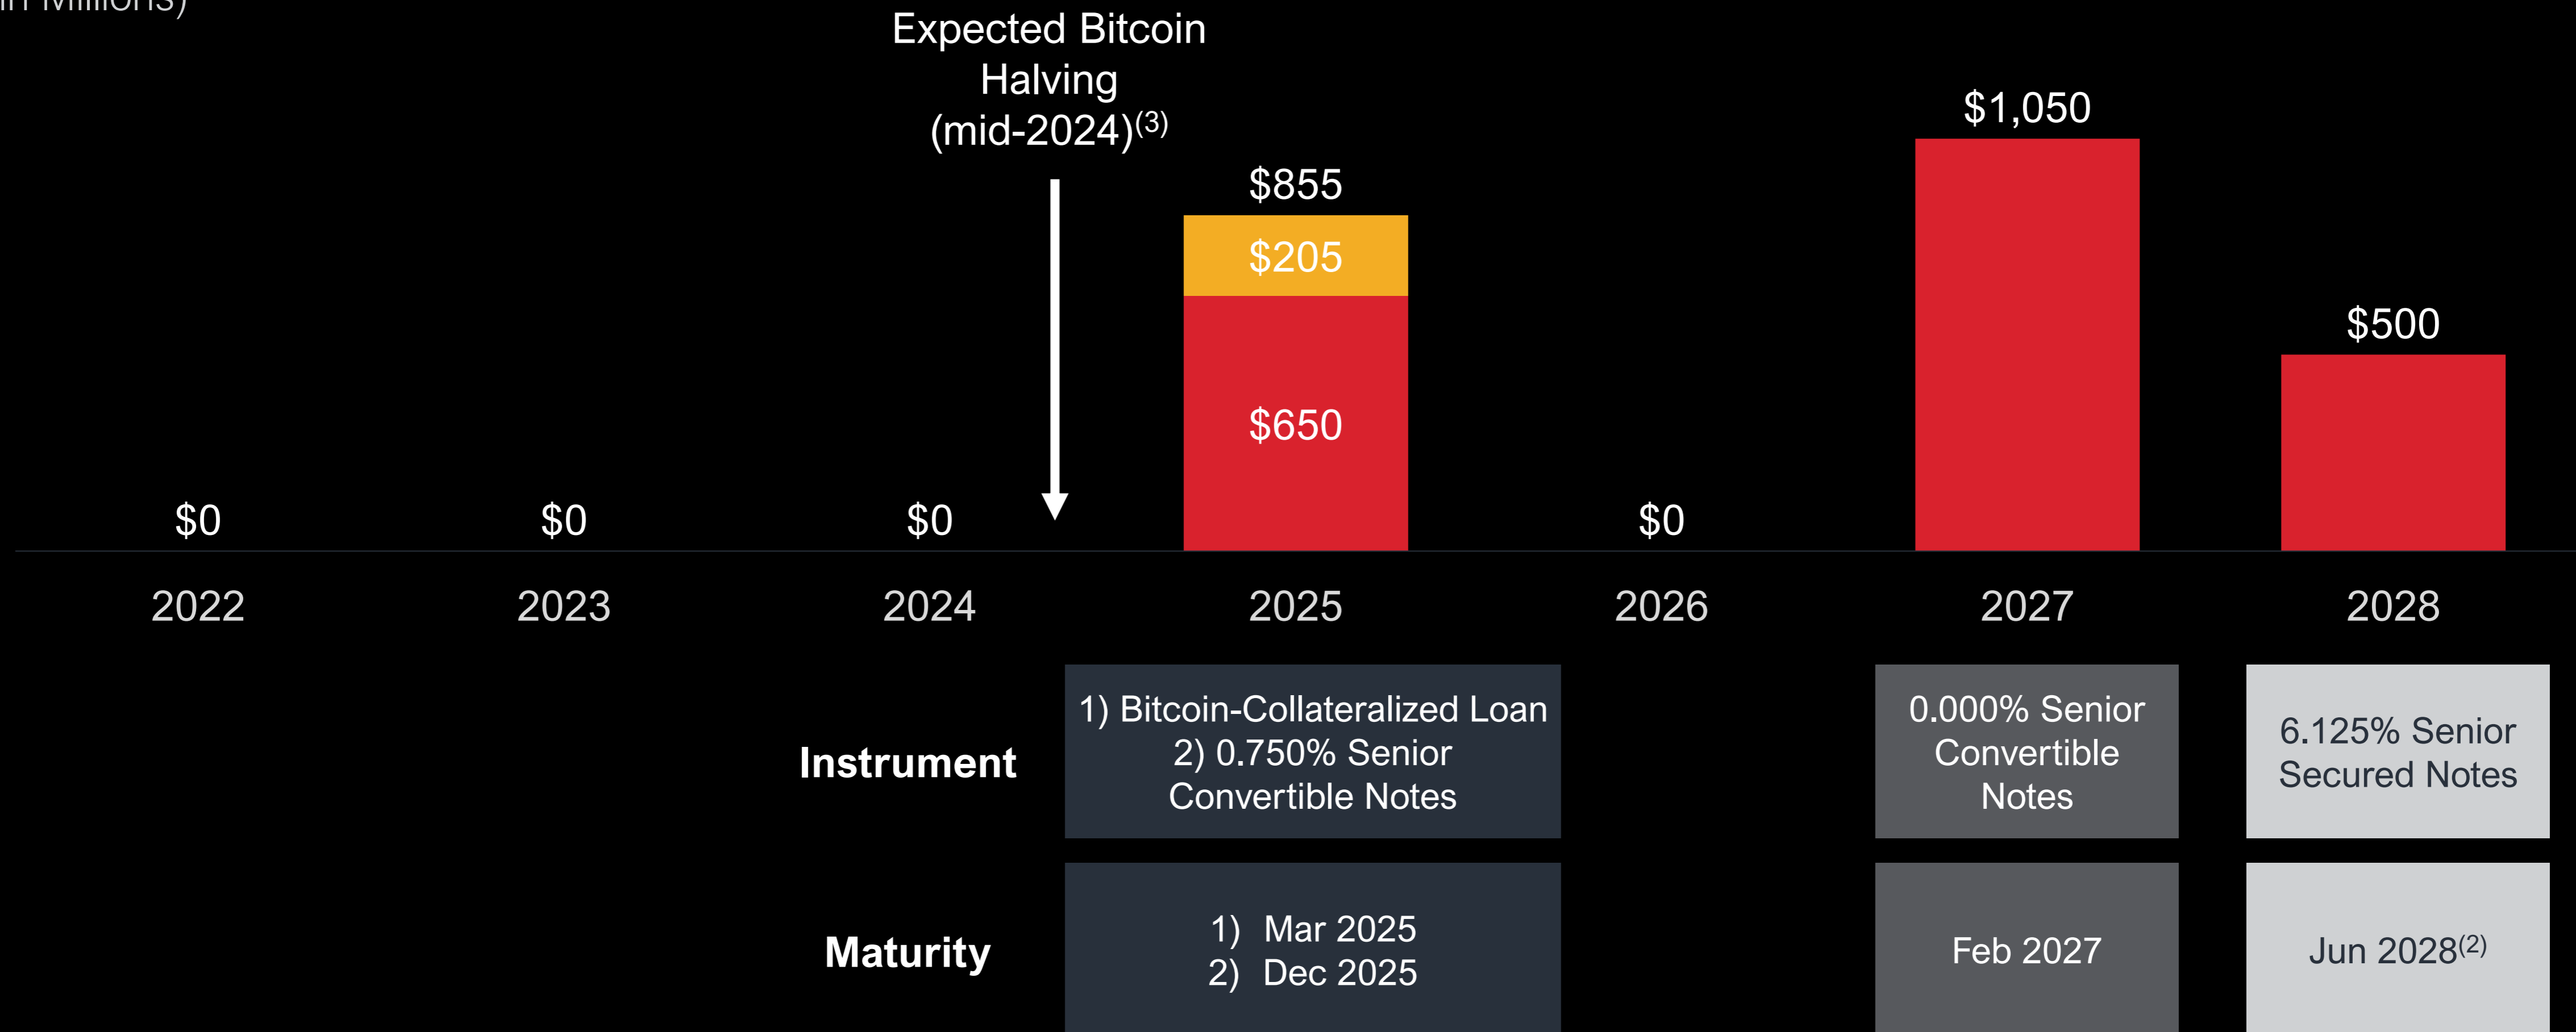 in Millions)
Expected Bitcoin
Halving
(mid-2024)(3)
$1,050
$855
$205
$500
$650
$0
$0
$0
$0
2022
2023
2024
2025
2026
2027
2028
Instrument
1) Bitcoin-Collateralized Loan
2) 0.750% Senior
Convertible Notes
0.000% Senior
Convertible
Notes
6.125% Senior
Secured Notes
Maturity
1) Mar 2025
2) Dec 2025
Feb 2027
Jun 2028(2)